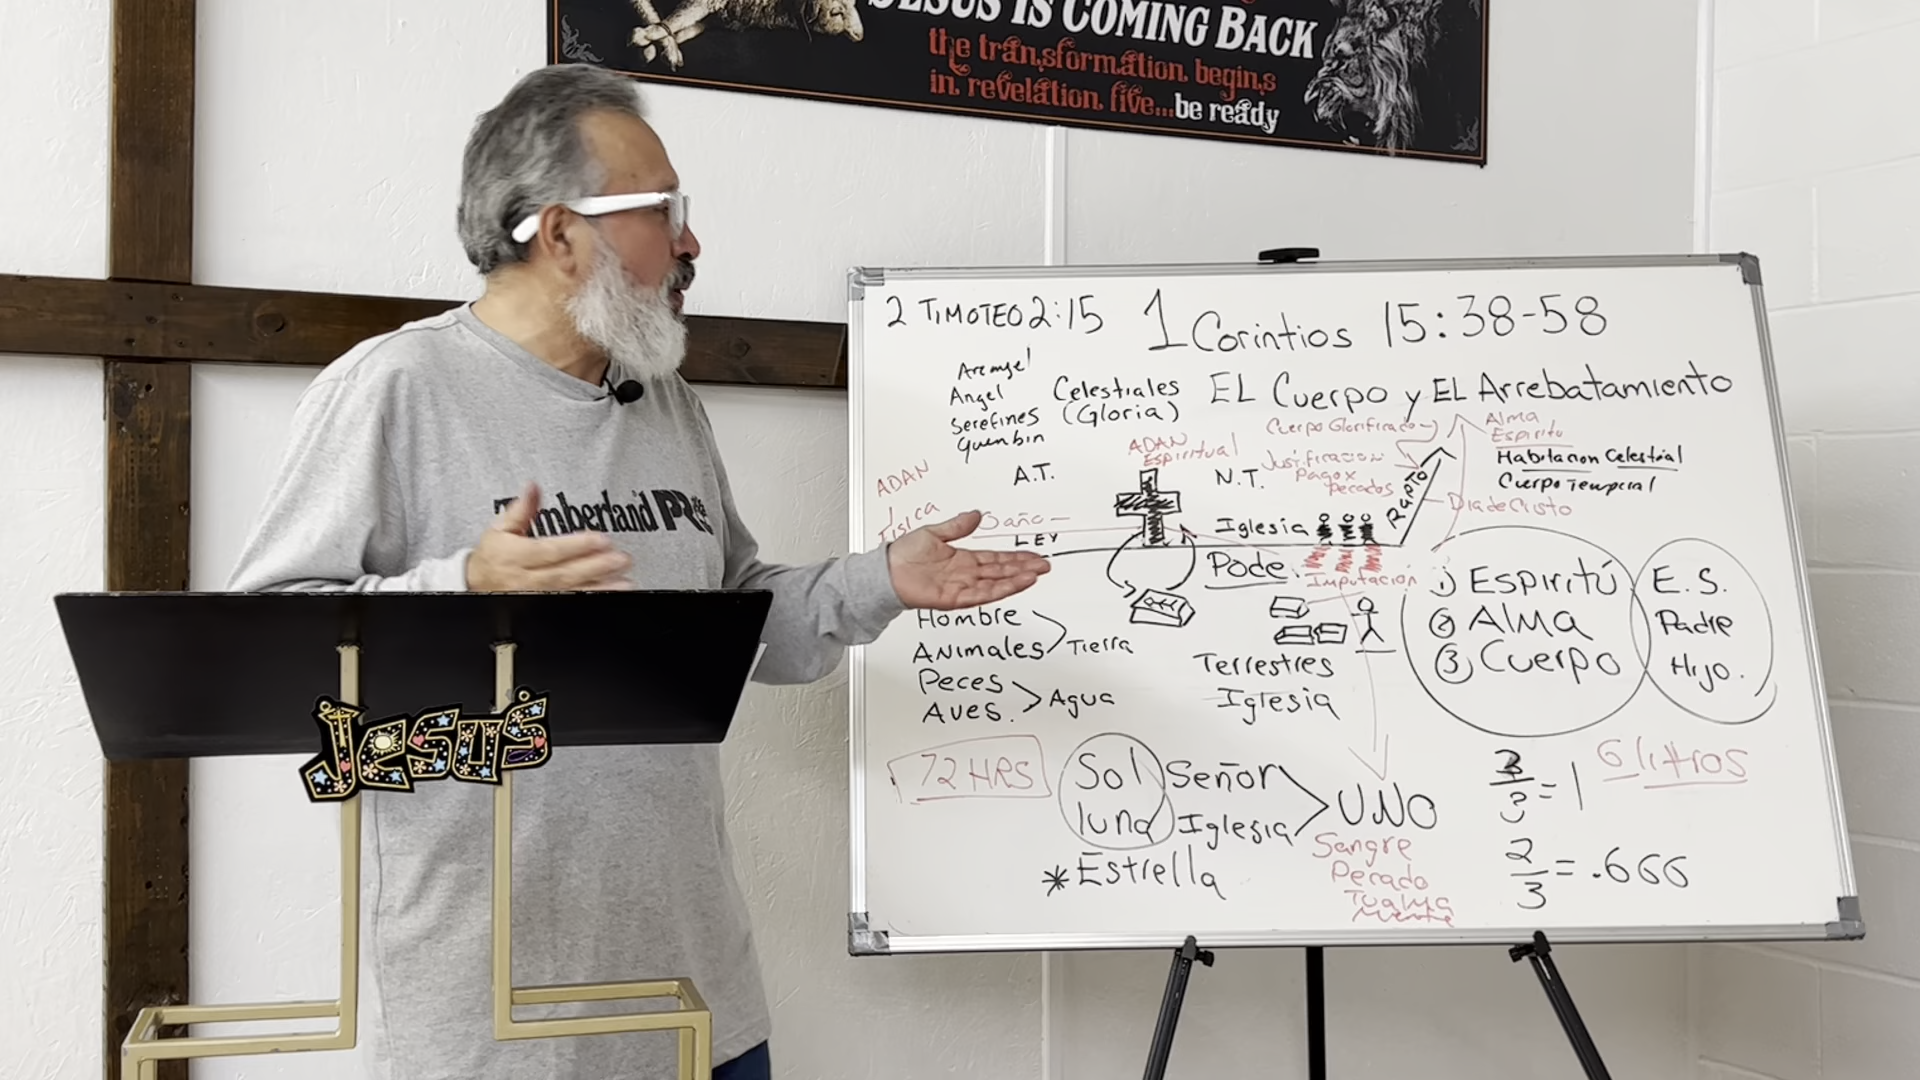 JESUS IS COMING BACK
the transformation begins
in revelation five...be ready
Timberland PRO
JESUS
2 TIMOTEO 2:15
1 Corintios 15:38-58
Arcangel
Angel
Serefines
Querubin
Celestiales
(Gloria)
EL Cuerpo y EL Arrebatamiento
Cuerpo Glorificado
Alma
Espiritu
Habitacion Celestial
Cuerpo Temporal
ADAN
Espiritual
ADAN
A.T.
N.T.
Justificacion
Pago x
pecados
Rapto
Dia de Cristo
LEY
Iglesia
Pode
Imputacion
1) Espiritú
2) Alma
3) Cuerpo
E.S.
Padre
Hijo.
Hombre
Animales
Tierra
Peces
Aves.
Agua
Terrestres
Iglesia
72 HRS
Sol
luna
Señor
Iglesia
UNO
*Estrella
Sangre
Pecado
Tu alma
Mente
3/3 = 1
6 litros
2/3 = .666